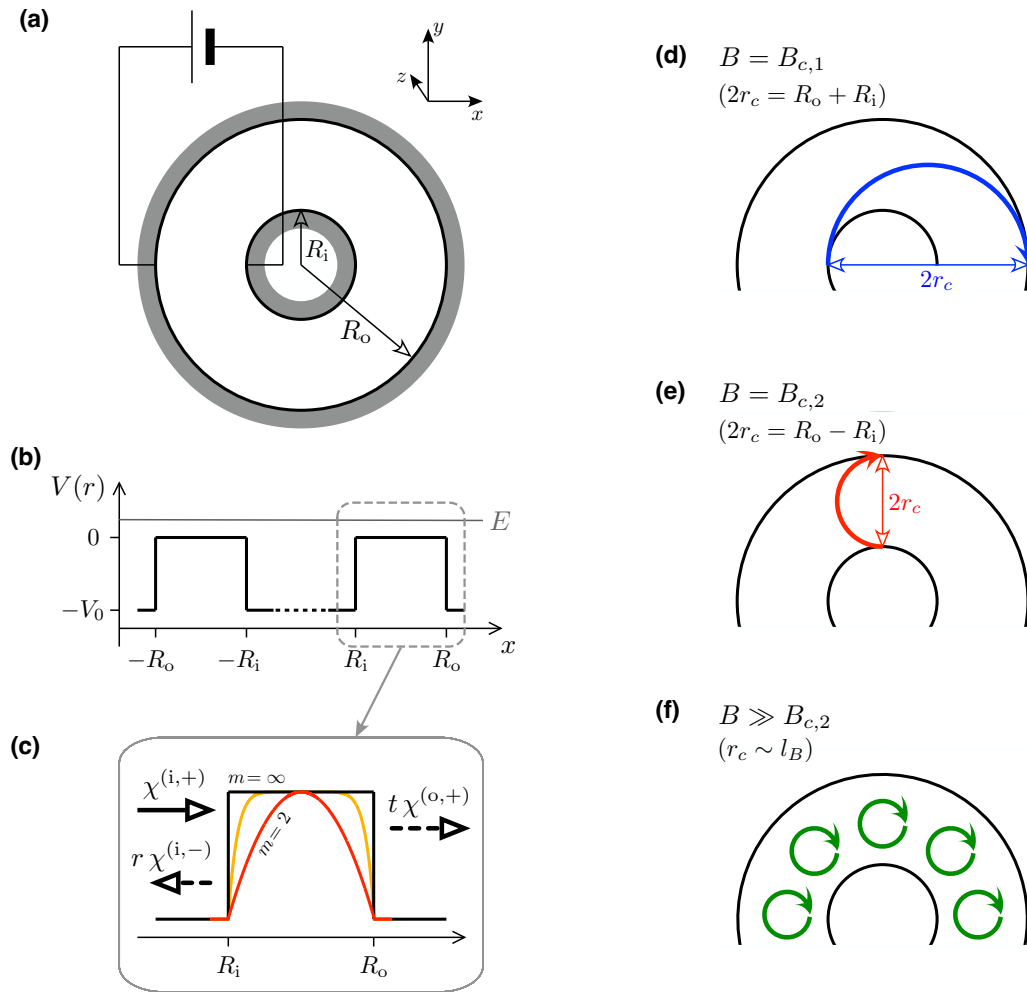 (a)
y
z
x
R_i
R_o
(b)
V(r)
E
0
−V_0
−R_o
−R_i
R_i
R_o
x
(c)
χ^(i,+)
m = ∞
m = 2
t χ^(o,+)
r χ^(i,−)
R_i
R_o
(d)
B = B_c,1
(2r_c = R_o + R_i)
2r_c
(e)
B = B_c,2
(2r_c = R_o − R_i)
2r_c
(f)
B ≫ B_c,2
(r_c ∼ l_B)